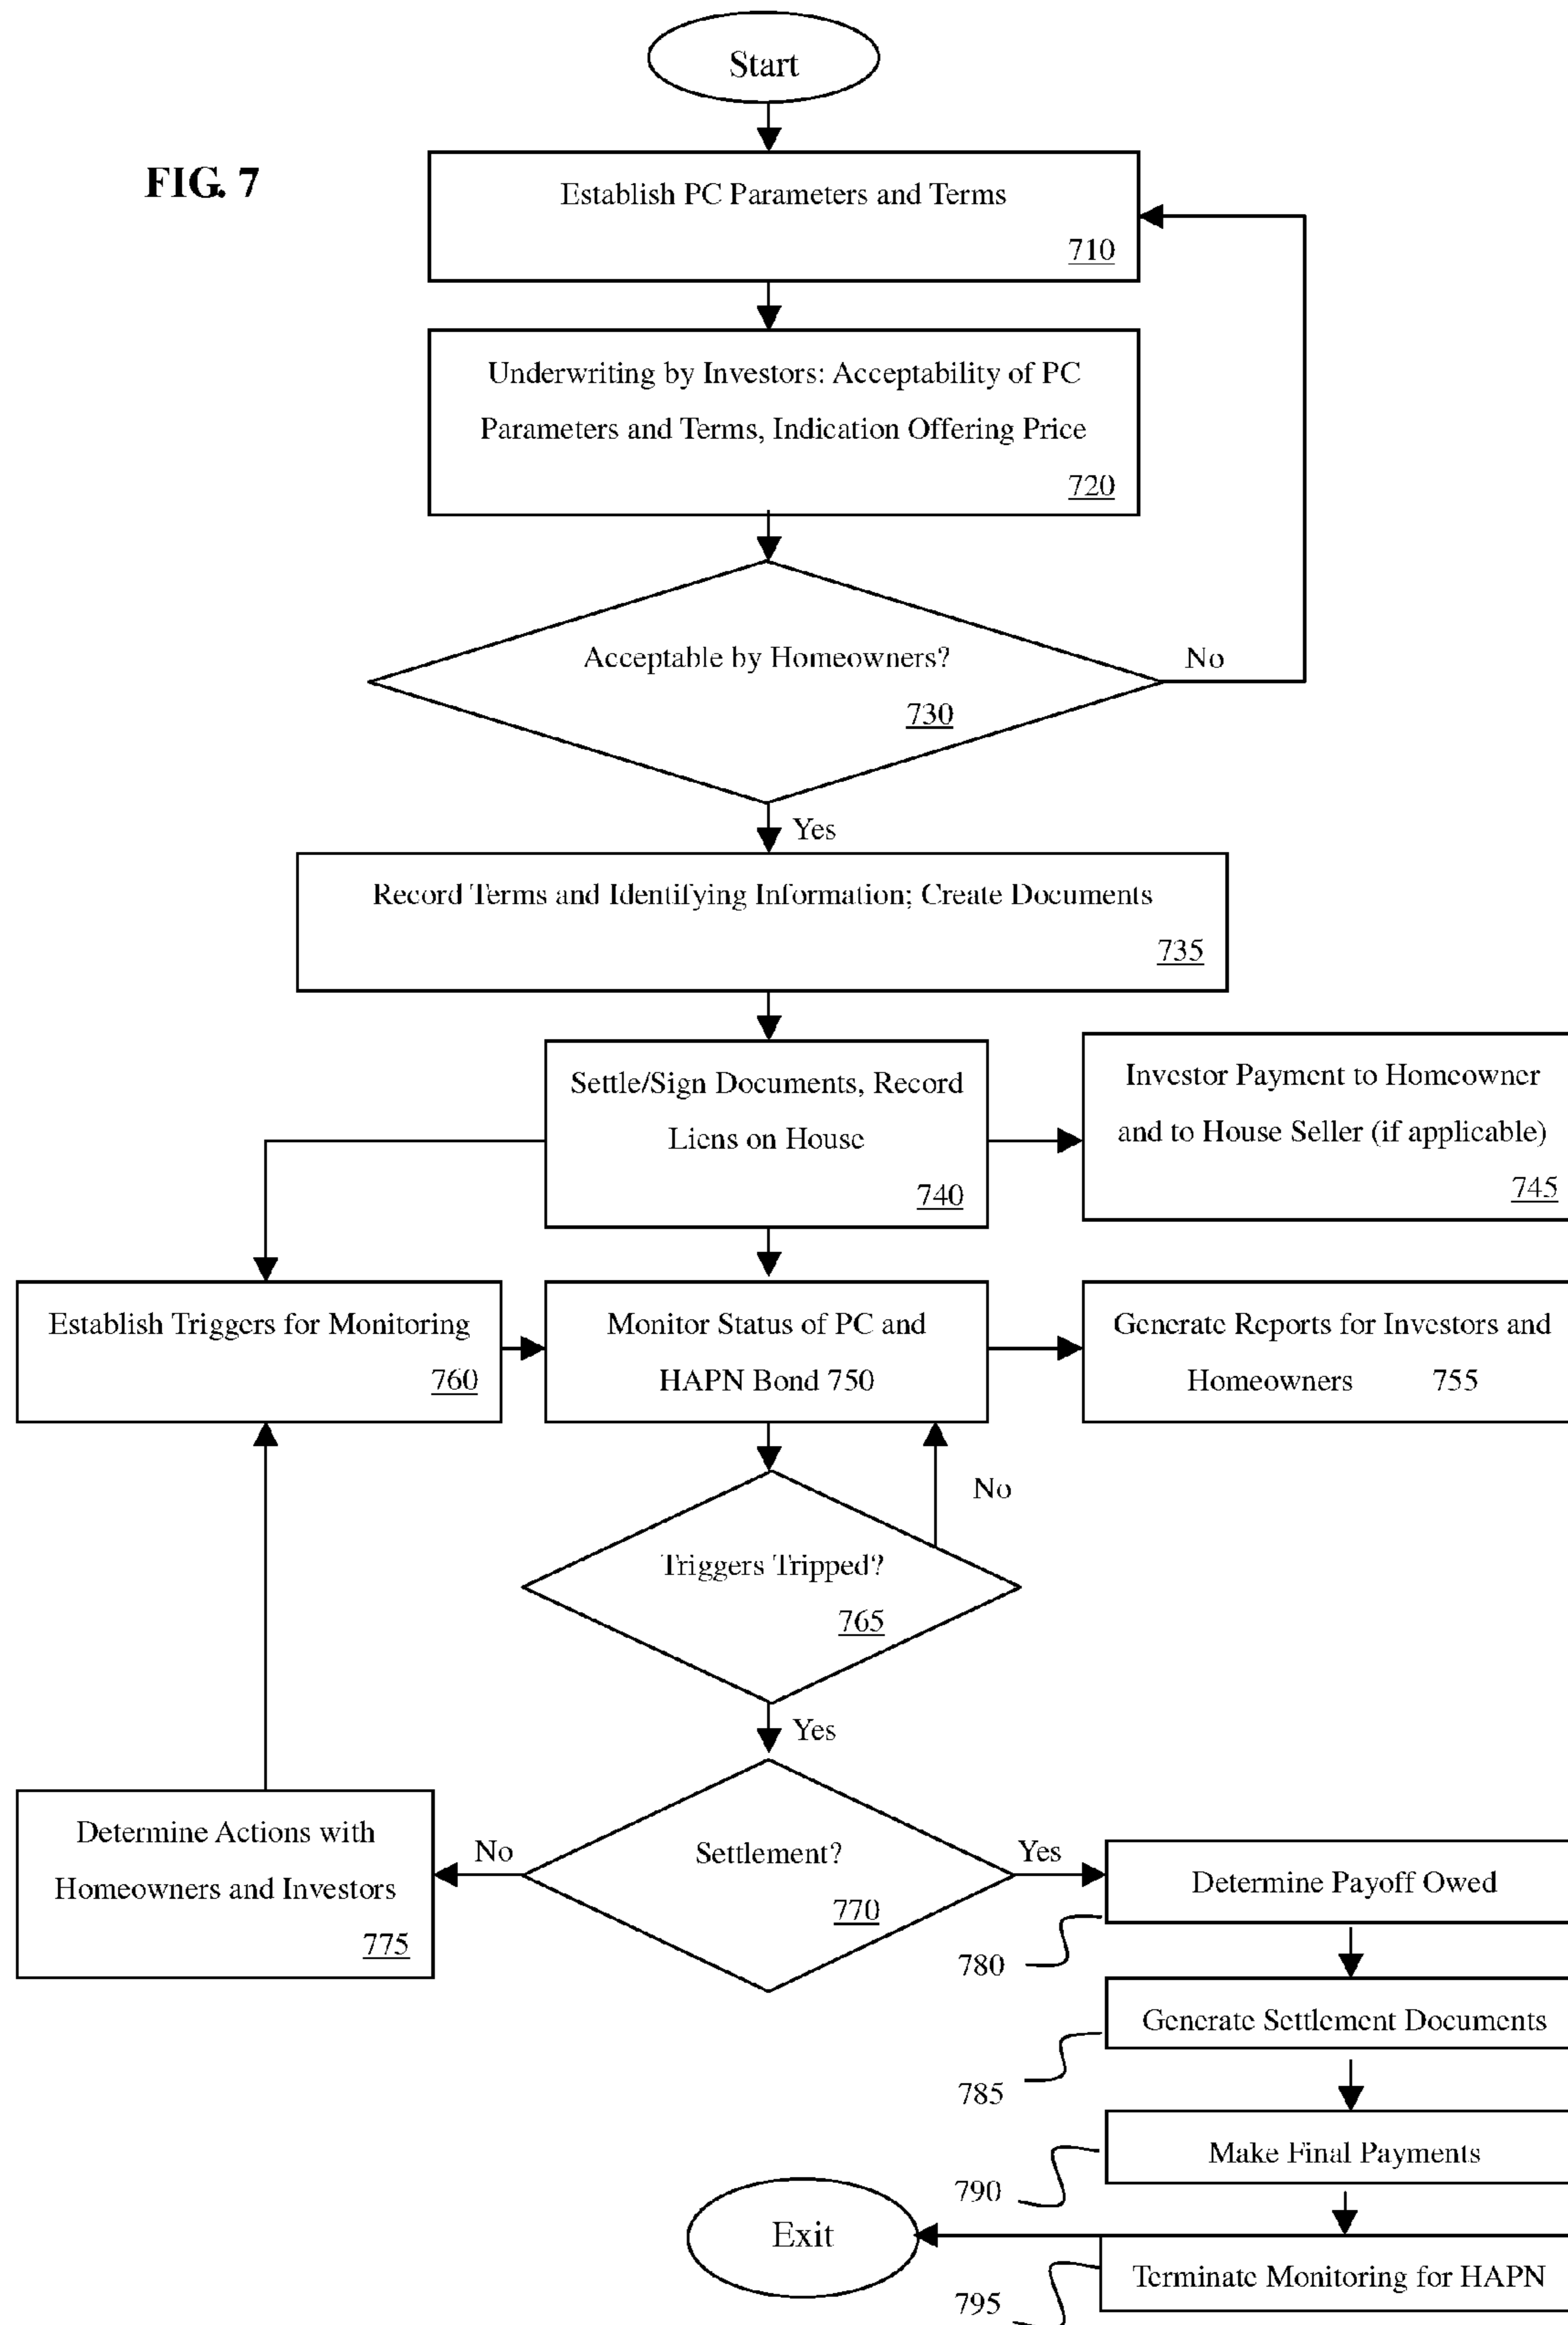 Start
FIG. 7
Establish PC Parameters and Terms
710
Underwriting by Investors: Acceptability of PC
Parameters and Terms, Indication Offering Price
720
Acceptable by Homeowners?
No
730
Yes
Record Terms and Identifying Information; Create Documents
735
Settle/Sign Documents, Record
Liens on House
740
Investor Payment to Homeowner
and to House Seller (if applicable)
745
Establish Triggers for Monitoring
760
Monitor Status of PC and
HAPN Bond 750
Generate Reports for Investors and
Homeowners 755
No
Triggers Tripped?
765
Yes
Determine Actions with
Homeowners and Investors
775
No
Settlement?
770
Yes
Determine Payoff Owed
780
Generate Settlement Documents
785
Make Final Payments
790
Exit
Terminate Monitoring for HAPN
795